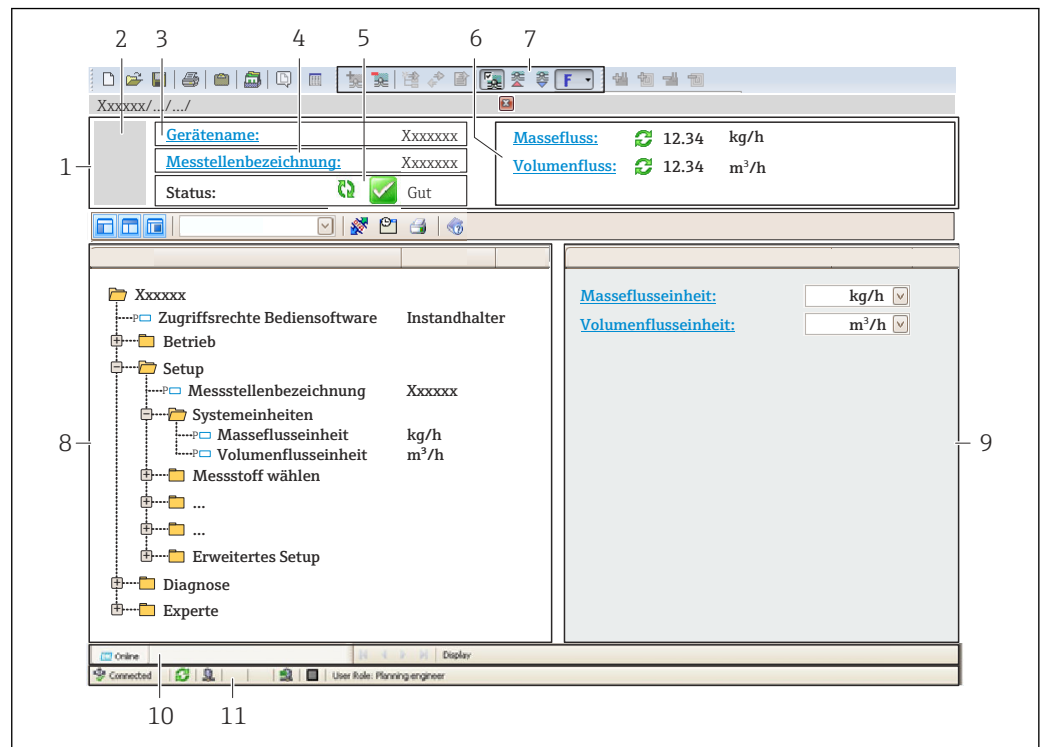 2 3 4 5 6 7
F
Xxxxxx/.../.../
1
Gerätename: Xxxxxxx
Messtellenbezeichnung: Xxxxxxx
Status: Gut
Massefluss: 12.34 kg/h
Volumenfluss: 12.34 m³/h
8
Xxxxxx
P Zugriffsrechte Bediensoftware Instandhalter
Betrieb
Setup
P Messstellenbezeichnung Xxxxxx
Systemeinheiten
P Masseflusseinheit kg/h
P Volumenflusseinheit m³/h
Messstoff wählen
...
...
Erweitertes Setup
Diagnose
Experte
Masseflusseinheit: kg/h
Volumenflusseinheit: m³/h
9
Online Display
Connected User Role: Planning engineer
10 11